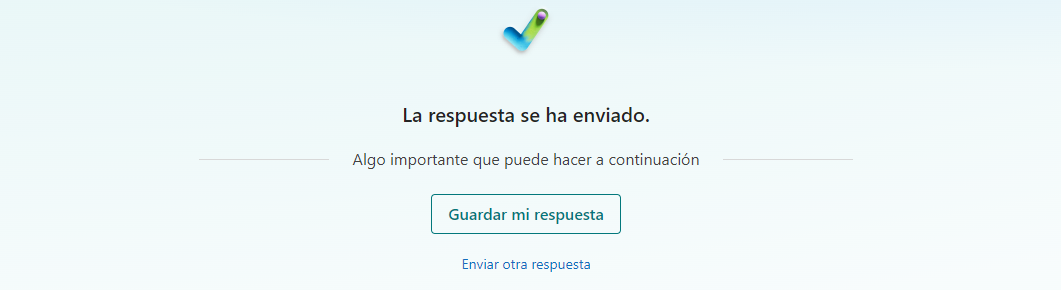 La respuesta se ha enviado.
Algo importante que puede hacer a continuación
Guardar mi respuesta
Enviar otra respuesta